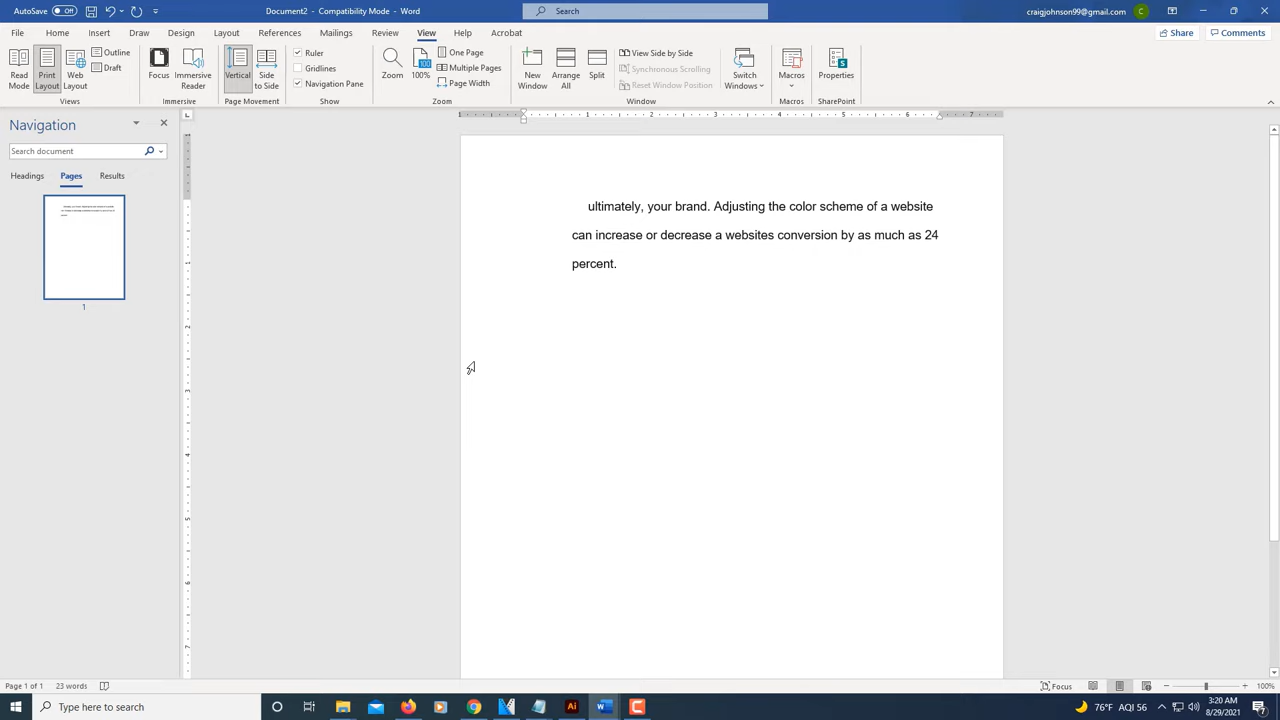 AutoSave Off Document2 - Compatibility Mode - Word Search craigjohnson99@gmail.com
File Home Insert Draw Design Layout References Mailings Review View Help Acrobat Share Comments
Read Mode Print Layout Web Layout Outline Draft
Views
Focus Immersive Reader
Immersive
Vertical Side to Side
Page Movement
Ruler
Gridlines
Navigation Pane
Show
Zoom 100% One Page
Multiple Pages
Page Width
Zoom
New Window Arrange All Split
View Side by Side
Synchronous Scrolling
Reset Window Position
Switch Windows
Window
Macros
Macros
Properties
SharePoint
Navigation
Search document
Headings Pages Results
1
ultimately, your brand. Adjusting the color scheme of a website
can increase or decrease a websites conversion by as much as 24
percent.
Page 1 of 1 23 words Focus 100%
Type here to search 76°F AQI 56 3:20 AM
8/29/2021